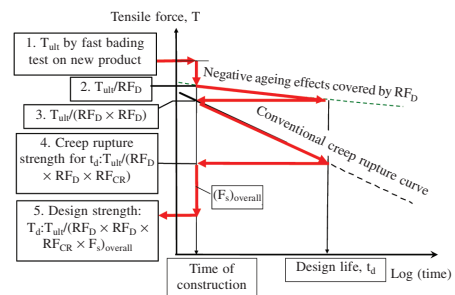 Tensile force, T
1. Tult by fast bading
test on new product
2. Tult/RFD
3. Tult/(RFD × RFD)
4. Creep rupture
strength for td:Tult/(RFD
× RFD × RFCR)
5. Design strength:
Td:Tult/(RFD × RFD ×
RFCR × Fs)overall
Negative ageing effects covered by RFD
Conventional creep rupture curve
(Fs)overall
Time of
construction
Design life, td
Log (time)